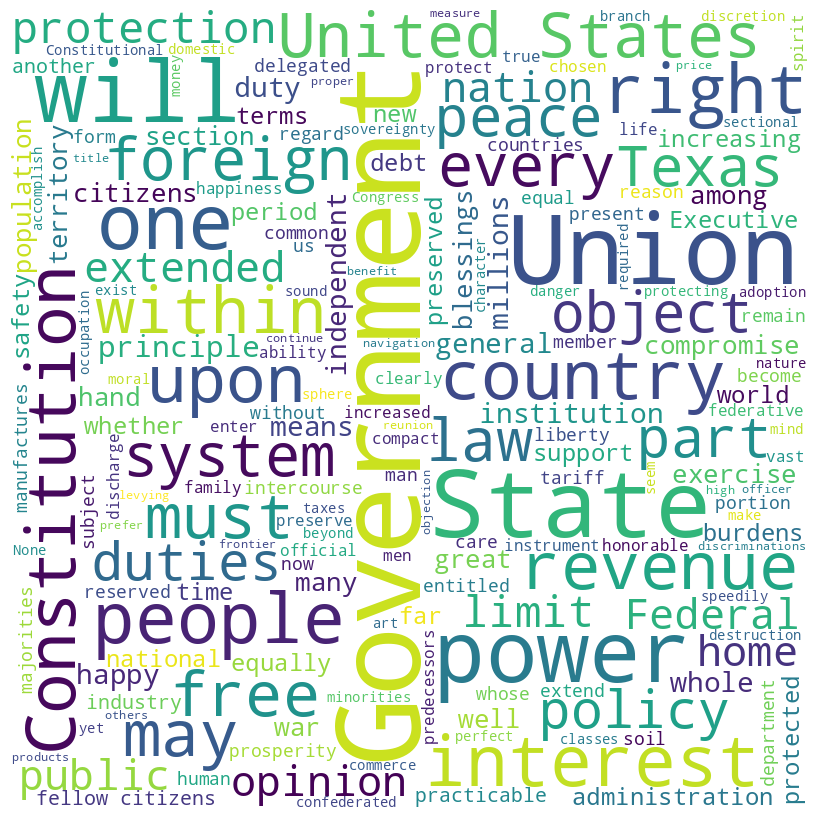 measure
branch
discretion
protection
United States
spirit
Constitutional
domestic
another
money
delegated
protect
true
chosen
price
will
duty
proper
nation
right
terms
new
sovereignty
peace
life
sectional
form
section
regard
countries
increasing
title
foreign
debt
every
Texas
population
accomplish
territory
citizens
happiness
Congress
equal
reason
among
one
period
independent
preserved
blessings
character
millions
present
Executive
common
us
Union
required
extended
benefit
exist
sound
danger
protecting
adoption
safety
occupation
within
continue
navigation
object
remain
principle
ability
general
member
compromise
nature
moral
sphere
clearly
country
become
hand
upon
without
increased
institution
world
federative
manufactures
whether
enter
means
reunion
compact
law
liberty
part
mind
Constitution
discharge
system
man
support
vast
subject
family
intercourse
tariff
seem
exercise
levying
Government
objection
State
high
officer
prefer
must
taxes
preserve
beyond
portion
make
None
frontier
official
men
care
instrument
honorable
burdens
duties
now
great
revenue
discriminations
reserved
time
many
entitled
speedily
majorities
people
art
far
limit
Federal
happy
national
equally
predecessors
power
destruction
home
industry
free
minorities
whose
extend
whole
yet
others
war
well
policy
department
protected
products
may
prosperity
perfect
classes
soil
public
human
opinion
commerce
interest
fellow citizens
confederated
practicable
administration